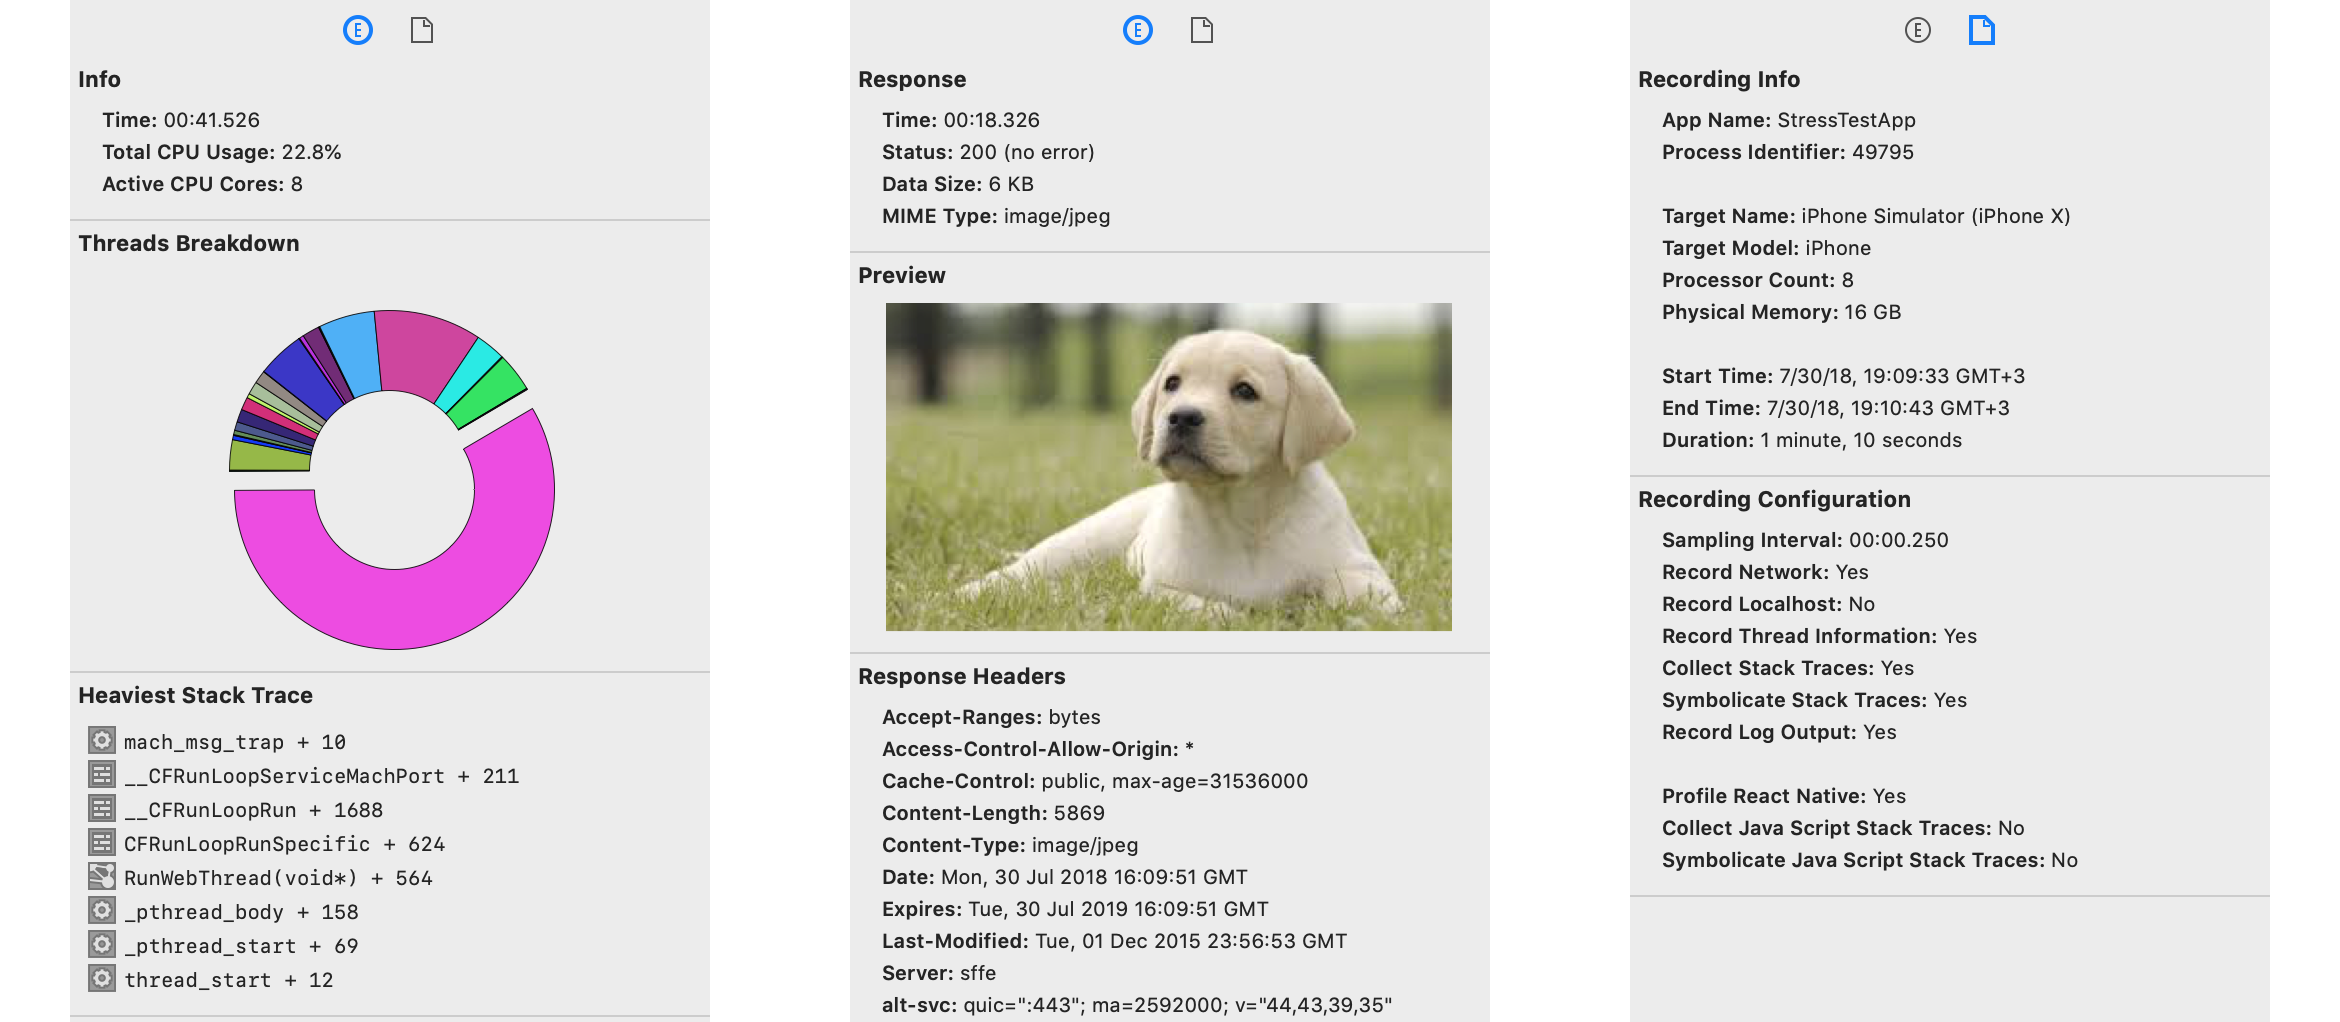 E
Info
Time: 00:41.526
Total CPU Usage: 22.8%
Active CPU Cores: 8
Threads Breakdown
Heaviest Stack Trace
mach_msg_trap + 10
__CFRunLoopServiceMachPort + 211
__CFRunLoopRun + 1688
CFRunLoopRunSpecific + 624
RunWebThread(void*) + 564
_pthread_body + 158
_pthread_start + 69
thread_start + 12
E
Response
Time: 00:18.326
Status: 200 (no error)
Data Size: 6 KB
MIME Type: image/jpeg
Preview
Response Headers
Accept-Ranges: bytes
Access-Control-Allow-Origin: *
Cache-Control: public, max-age=31536000
Content-Length: 5869
Content-Type: image/jpeg
Date: Mon, 30 Jul 2018 16:09:51 GMT
Expires: Tue, 30 Jul 2019 16:09:51 GMT
Last-Modified: Tue, 01 Dec 2015 23:56:53 GMT
Server: sffe
alt-svc: quic=":443"; ma=2592000; v="44,43,39,35"
E
Recording Info
App Name: StressTestApp
Process Identifier: 49795
Target Name: iPhone Simulator (iPhone X)
Target Model: iPhone
Processor Count: 8
Physical Memory: 16 GB
Start Time: 7/30/18, 19:09:33 GMT+3
End Time: 7/30/18, 19:10:43 GMT+3
Duration: 1 minute, 10 seconds
Recording Configuration
Sampling Interval: 00:00.250
Record Network: Yes
Record Localhost: No
Record Thread Information: Yes
Collect Stack Traces: Yes
Symbolicate Stack Traces: Yes
Record Log Output: Yes
Profile React Native: Yes
Collect Java Script Stack Traces: No
Symbolicate Java Script Stack Traces: No